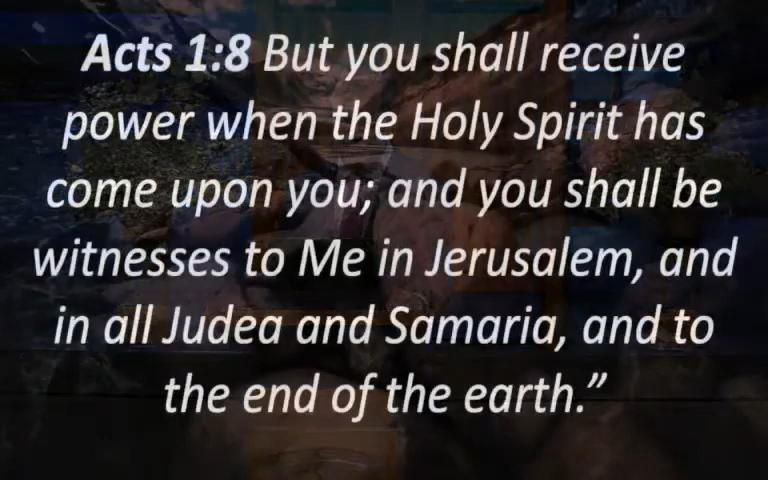 Acts 1:8 But you shall receive
power when the Holy Spirit has
come upon you; and you shall be
witnesses to Me in Jerusalem, and
in all Judea and Samaria, and to
the end of the earth.”